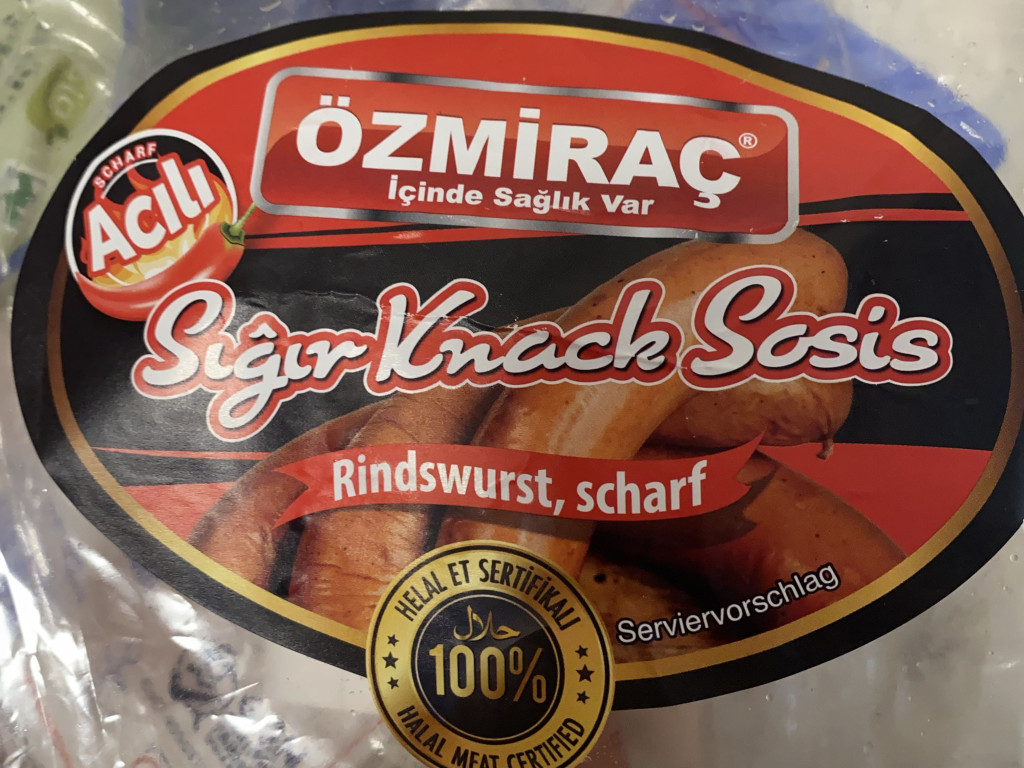 SCHARF
Acılı
ÖZMİRAÇ®
İçinde Sağlık Var
Sığır Knack Sosis
Rindswurst, scharf
Serviervorschlag
HELAL ET SERTİFİKALI
حلال
100%
HALAL MEAT CERTIFIED